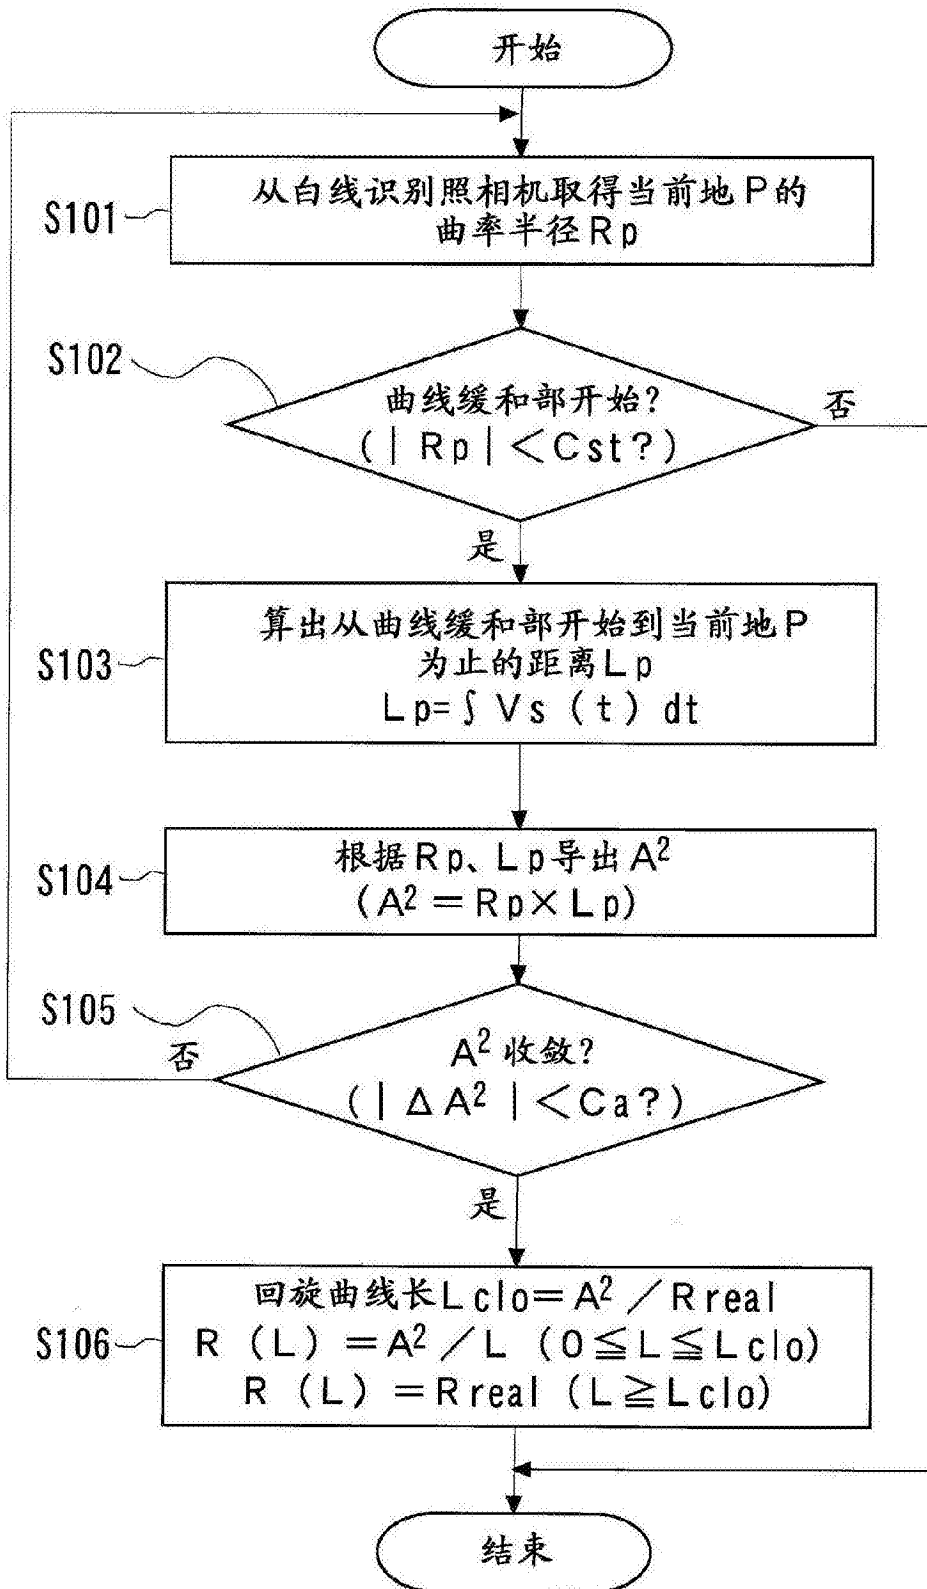 开始
S101
从白线识别照相机取得当前地P的
曲率半径Rp
S102
曲线缓和部开始?
(|Rp|<Cst?)
否
是
S103
算出从曲线缓和部开始到当前地P
为止的距离Lp
Lp=∫Vs(t)dt
S104
根据Rp、Lp导出A²
(A²=Rp×Lp)
S105
否
A²收敛?
(|ΔA²|<Ca?)
是
S106
回旋曲线长Lclo=A²/Rreal
R(L)=A²/L(0≦L≦Lclo)
R(L)=Rreal(L≧Lclo)
结束